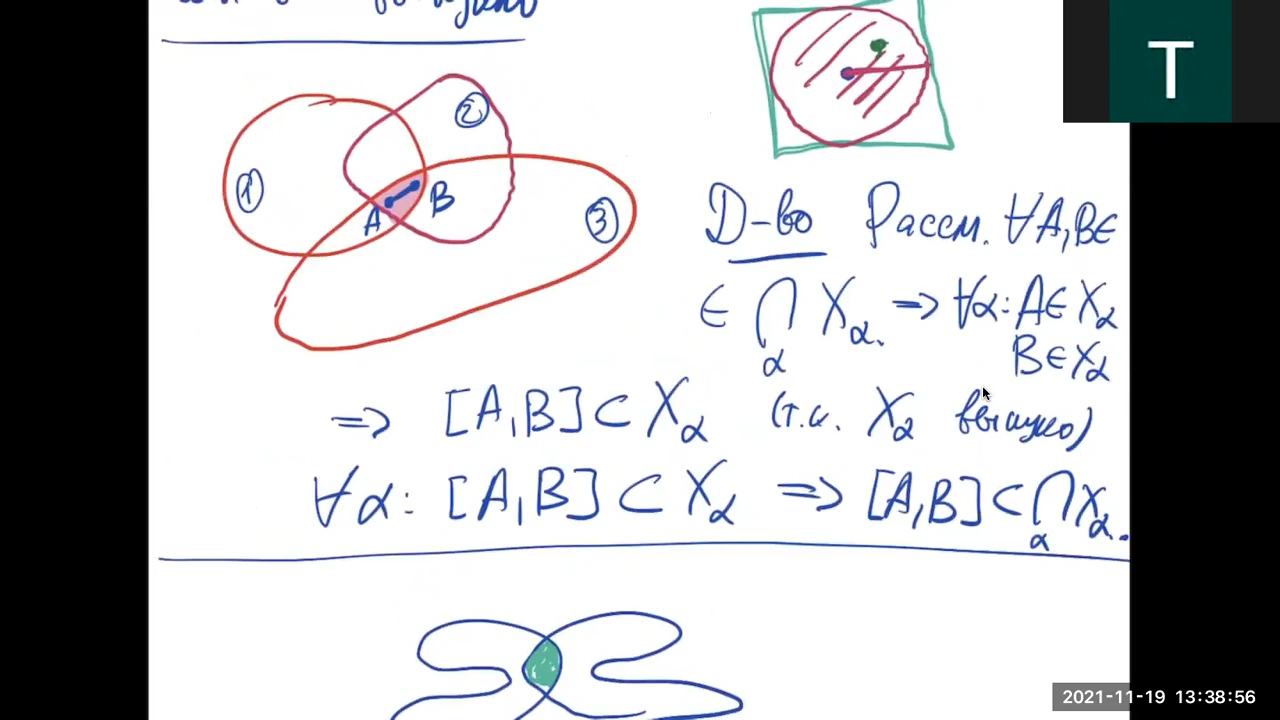 ①
②
③
A
B
Д-во Рассм. ∀A,B∈
∈ ⋂ Xα. ⇒ ∀α: A∈Xα
α
B∈Xα
⇒ [A,B]⊂Xα (т.к. Xα выпукло)
∀α: [A,B]⊂Xα ⇒ [A,B]⊂⋂Xα.
α
T
2021-11-19 13:38:56